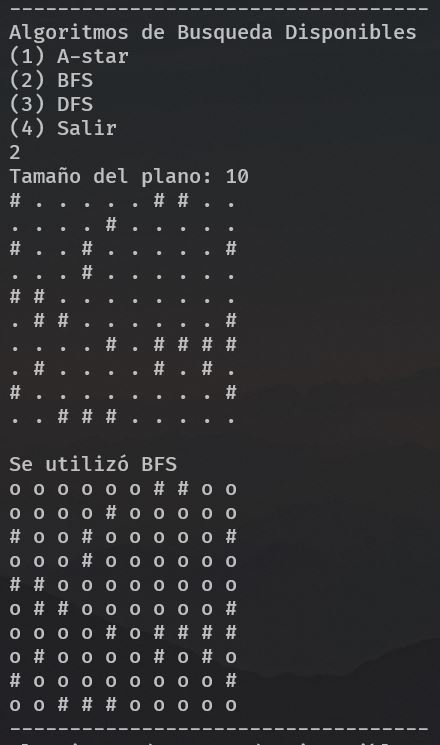 -----------------------------------
Algoritmos de Busqueda Disponibles
(1) A-star
(2) BFS
(3) DFS
(4) Salir
2
Tamaño del plano: 10
# . . . . . # # . .
. . . . # . . . . .
# . . # . . . . . #
. . . # . . . . . .
# # . . . . . . . .
. # # . . . . . . #
. . . . # . # # # #
. # . . . . # . # .
# . . . . . . . . #
. . # # # . . . . .
Se utilizó BFS
o o o o o o # # o o
o o o o # o o o o o
# o o # o o o o o #
o o o # o o o o o o
# # o o o o o o o o
o # # o o o o o o #
o o o o # o # # # #
o # o o o o # o # o
# o o o o o o o o #
o o # # # o o o o o
-----------------------------------